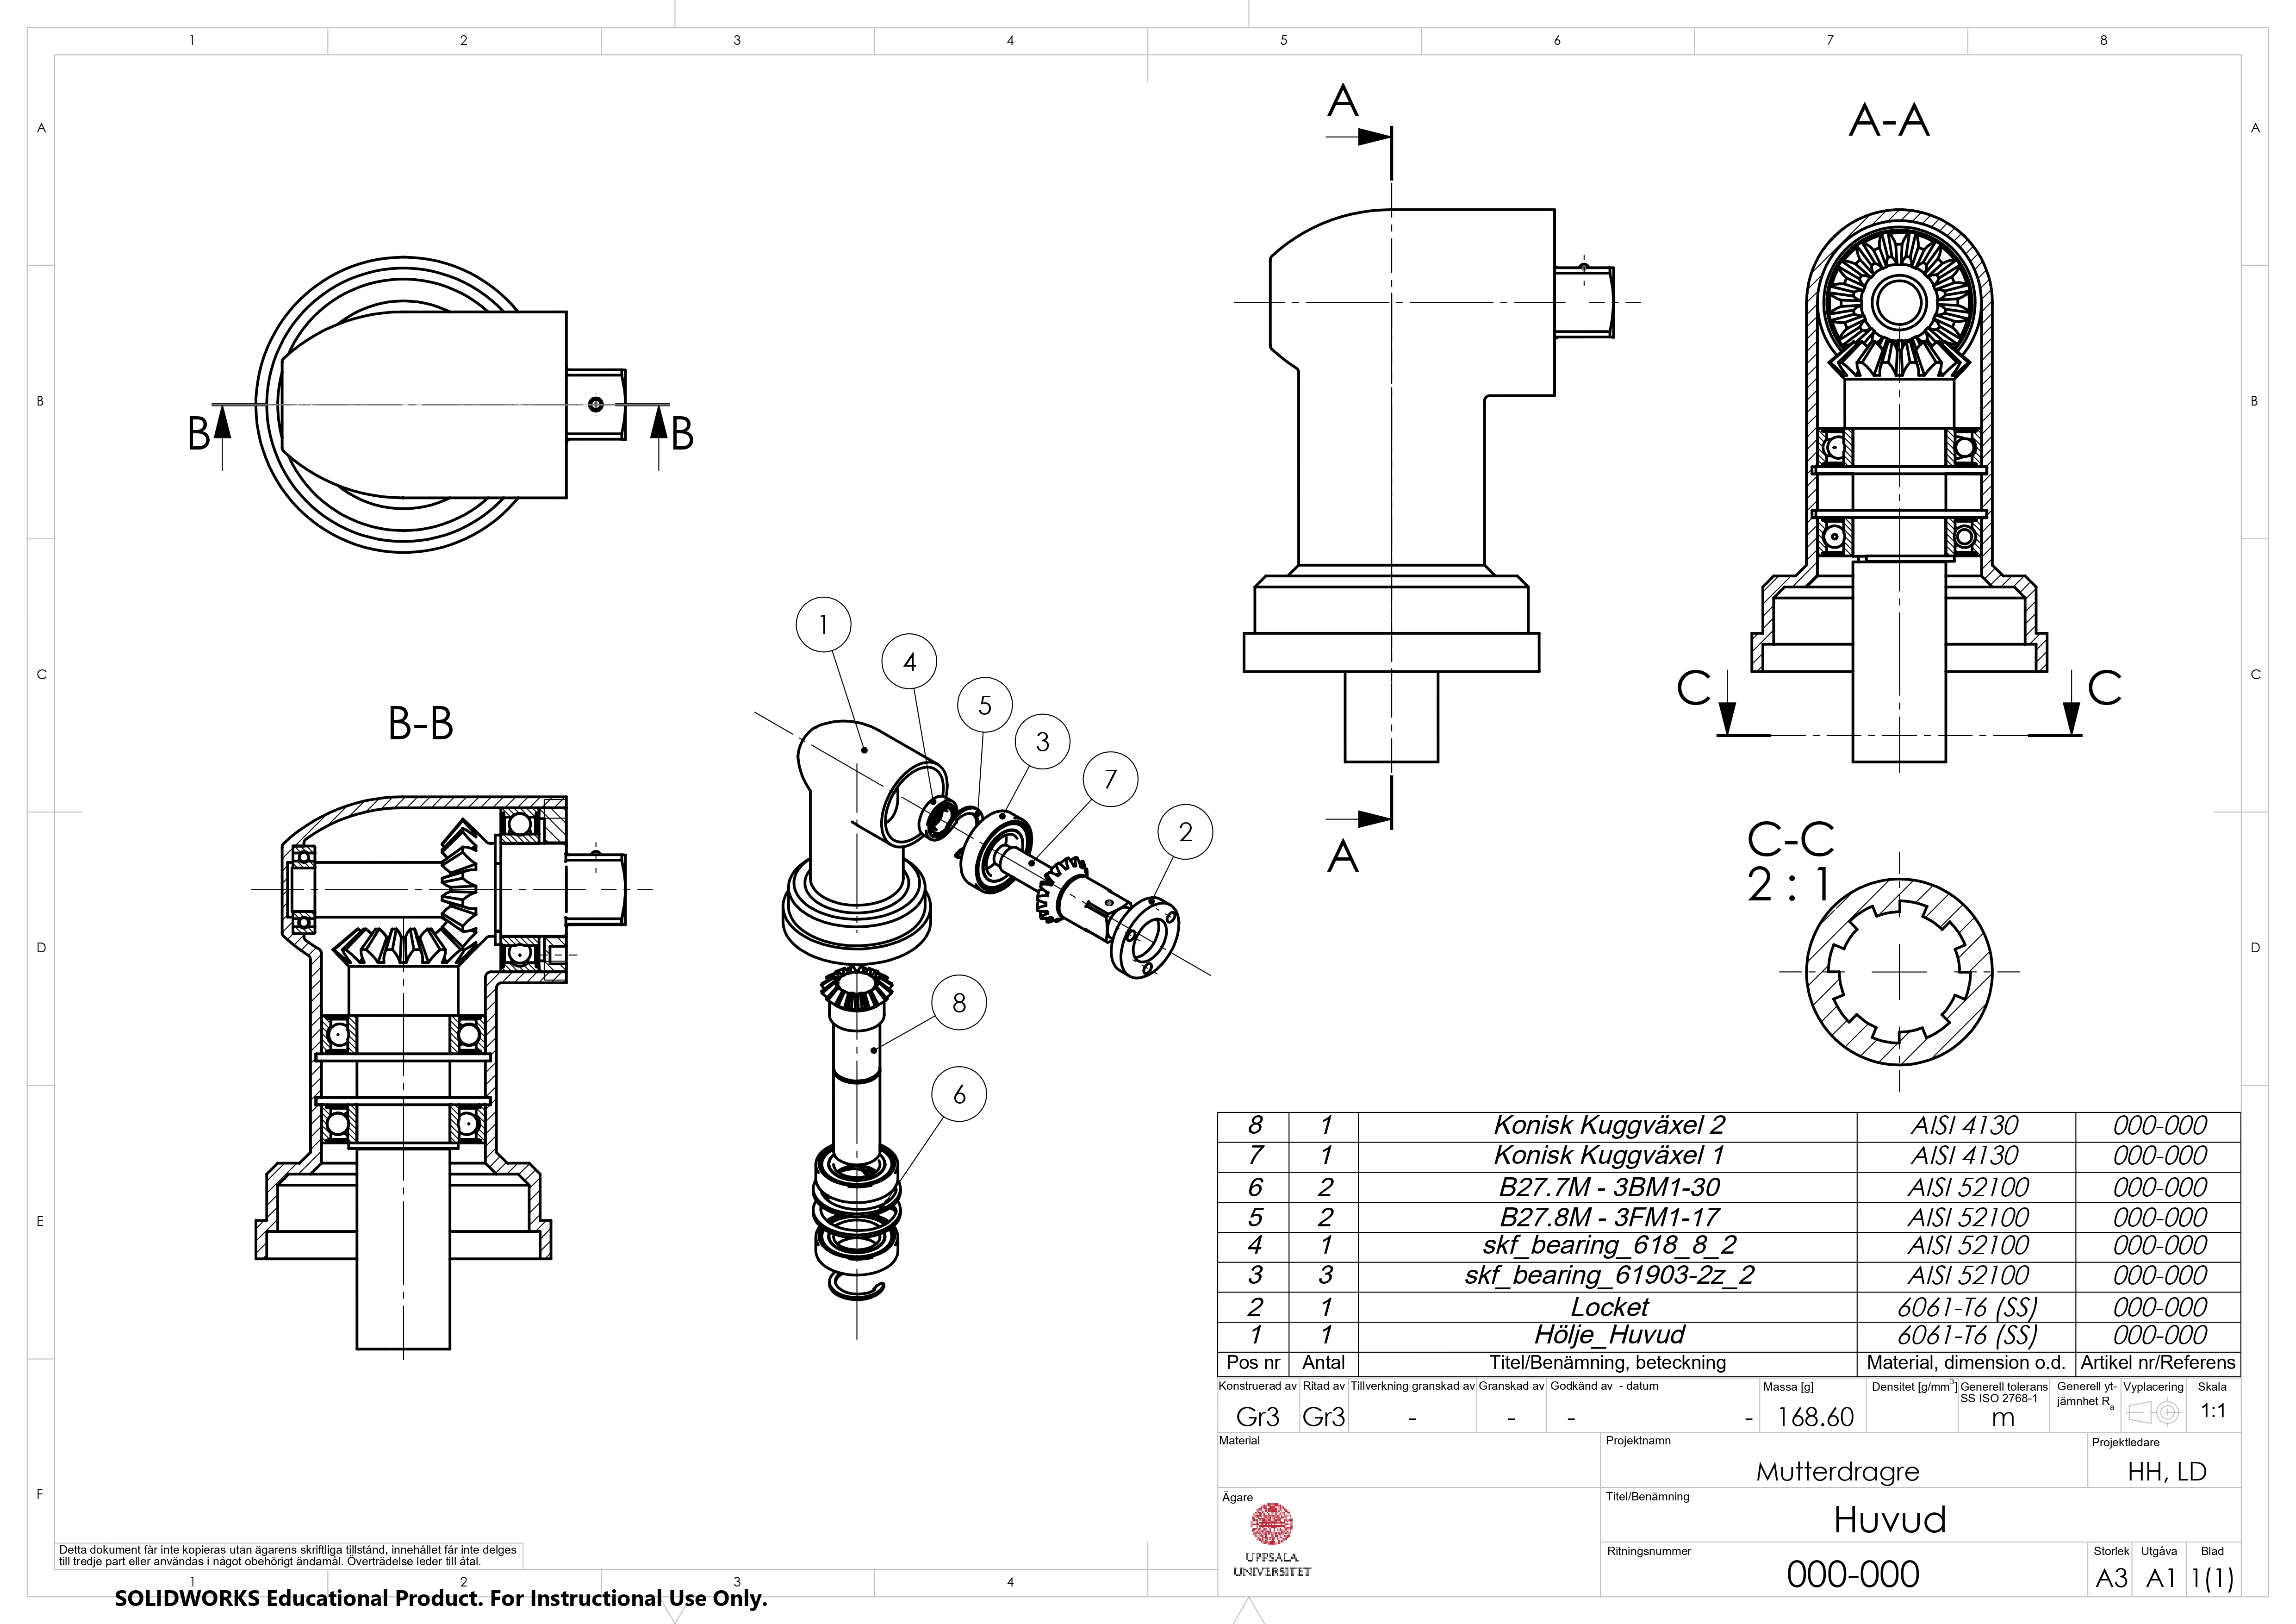 1 2 3 4 5 6 7 8
A A
B B
C C
D D
E E
F F
A
A
A-A
B B
B-B
C C
C-C
2 : 1
1
4
5
3
7
2
8
6
8 1 Konisk Kuggväxel 2 AISI 4130 000-000
7 1 Konisk Kuggväxel 1 AISI 4130 000-000
6 2 B27.7M - 3BM1-30 AISI 52100 000-000
5 2 B27.8M - 3FM1-17 AISI 52100 000-000
4 1 skf_bearing_618_8_2 AISI 52100 000-000
3 3 skf_bearing_61903-2z_2 AISI 52100 000-000
2 1 Locket 6061-T6 (SS) 000-000
1 1 Hölje_Huvud 6061-T6 (SS) 000-000
Pos nr Antal Titel/Benämning, beteckning Material, dimension o.d. Artikel nr/Referens
Konstruerad av Ritad av Tillverkning granskad av Granskad av Godkänd av - datum Massa [g] Densitet [g/mm³] Generell tolerans SS ISO 2768-1 Generell yt-jämnhet Ra Vyplacering Skala
Gr3 Gr3 - - - - 168.60 m 1:1
Material Projektnamn Projektledare
Mutterdragre HH, LD
Ägare Titel/Benämning
Huvud
UPPSALA
UNIVERSITET
Ritningsnummer Storlek Utgåva Blad
000-000 A3 A1 1(1)
Detta dokument får inte kopieras utan ägarens skriftliga tillstånd, innehållet får inte delges
till tredje part eller användas i något obehörigt ändamål. Överträdelse leder till åtal.
1 2 3 4
SOLIDWORKS Educational Product. For Instructional Use Only.